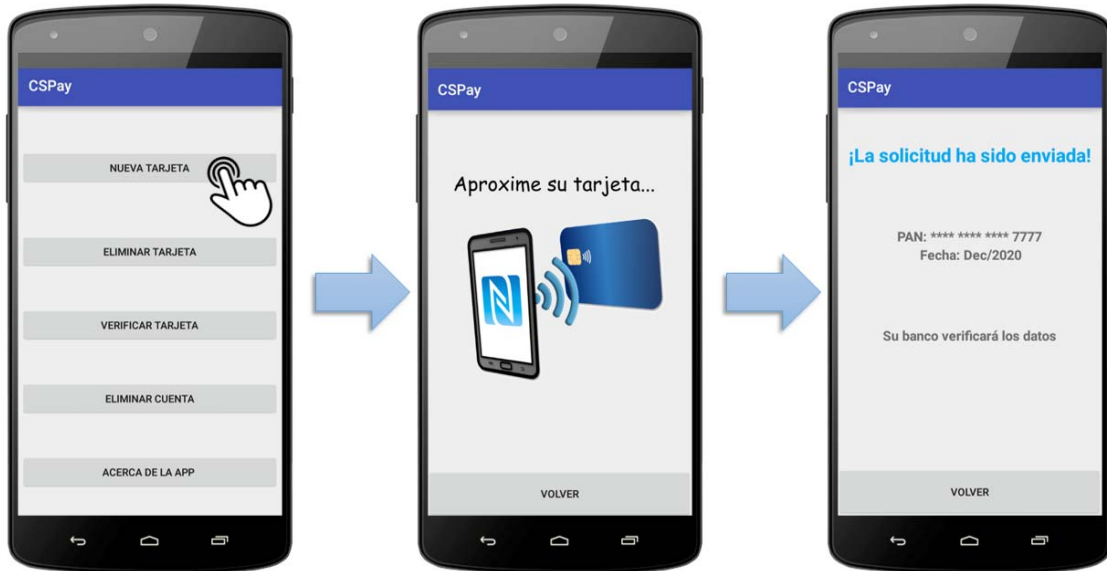 CSPay
NUEVA TARJETA
ELIMINAR TARJETA
VERIFICAR TARJETA
ELIMINAR CUENTA
ACERCA DE LA APP
CSPay
Aproxime su tarjeta...
VOLVER
CSPay
¡La solicitud ha sido enviada!
PAN: **** **** **** 7777
Fecha: Dec/2020
Su banco verificará los datos
VOLVER